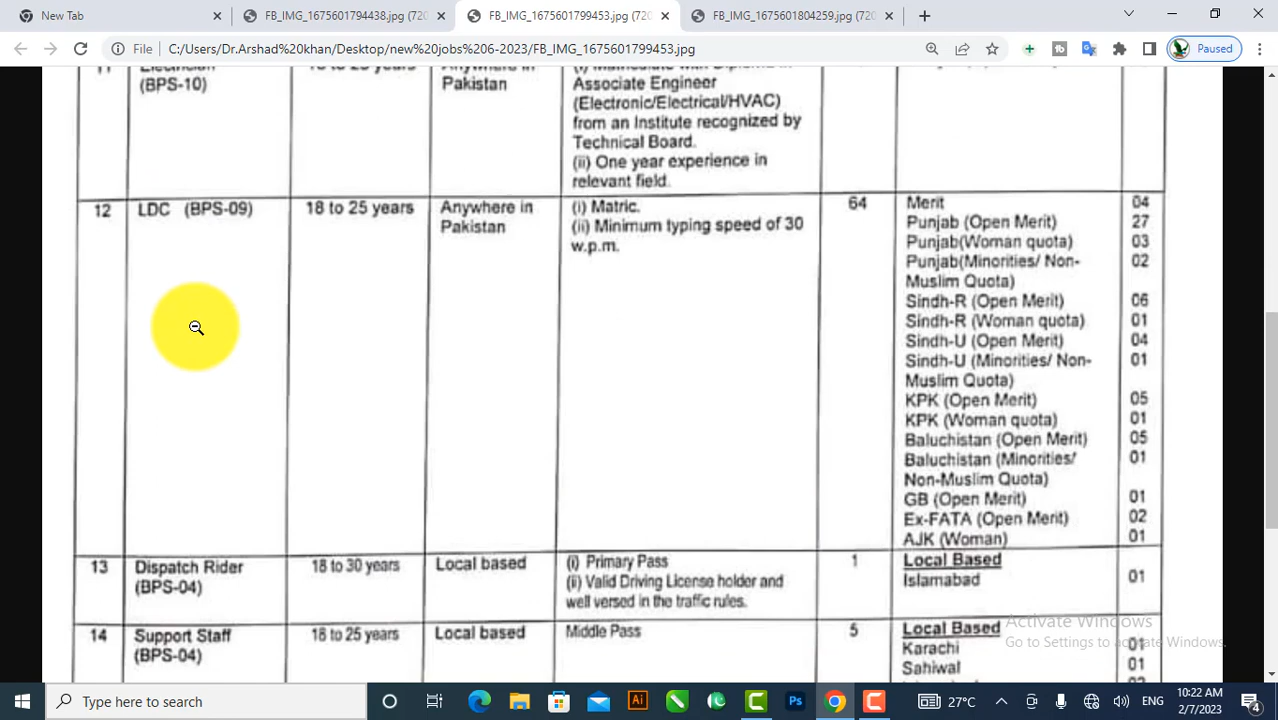 New Tab
FB_IMG_1675601794438.jpg (720
FB_IMG_1675601799453.jpg (720
FB_IMG_1675601804259.jpg (720
File
C:/Users/Dr.Arshad%20khan/Desktop/new%20jobs%206-2023/FB_IMG_1675601799453.jpg
Paused
(BPS-10)
Pakistan
Associate Engineer
(Electronic/Electrical/HVAC)
from an Institute recognized by
Technical Board.
(ii) One year experience in
relevant field.
12
LDC (BPS-09)
18 to 25 years
Anywhere in
Pakistan
(i) Matric.
(ii) Minimum typing speed of 30
w.p.m.
64
Merit 04
Punjab (Open Merit) 27
Punjab(Woman quota) 03
Punjab(Minorities/ Non- 02
Muslim Quota)
Sindh-R (Open Merit) 06
Sindh-R (Woman quota) 01
Sindh-U (Open Merit) 04
Sindh-U (Minorities/ Non- 01
Muslim Quota)
KPK (Open Merit) 05
KPK (Woman quota) 01
Baluchistan (Open Merit) 05
Baluchistan (Minorities/ 01
Non-Muslim Quota)
GB (Open Merit) 01
Ex-FATA (Open Merit) 02
AJK (Woman) 01
13
Dispatch Rider
(BPS-04)
18 to 30 years
Local based
(i) Primary Pass
(ii) Valid Driving License holder and
well versed in the traffic rules.
1
Local Based
Islamabad 01
14
Support Staff
(BPS-04)
18 to 25 years
Local based
Middle Pass
5
Local Based
Karachi 01
Sahiwal 01
Activate Windows
Go to Settings to activate Windows.
Type here to search
Ai
Ps
27°C
ENG
10:22 AM
2/7/2023
4